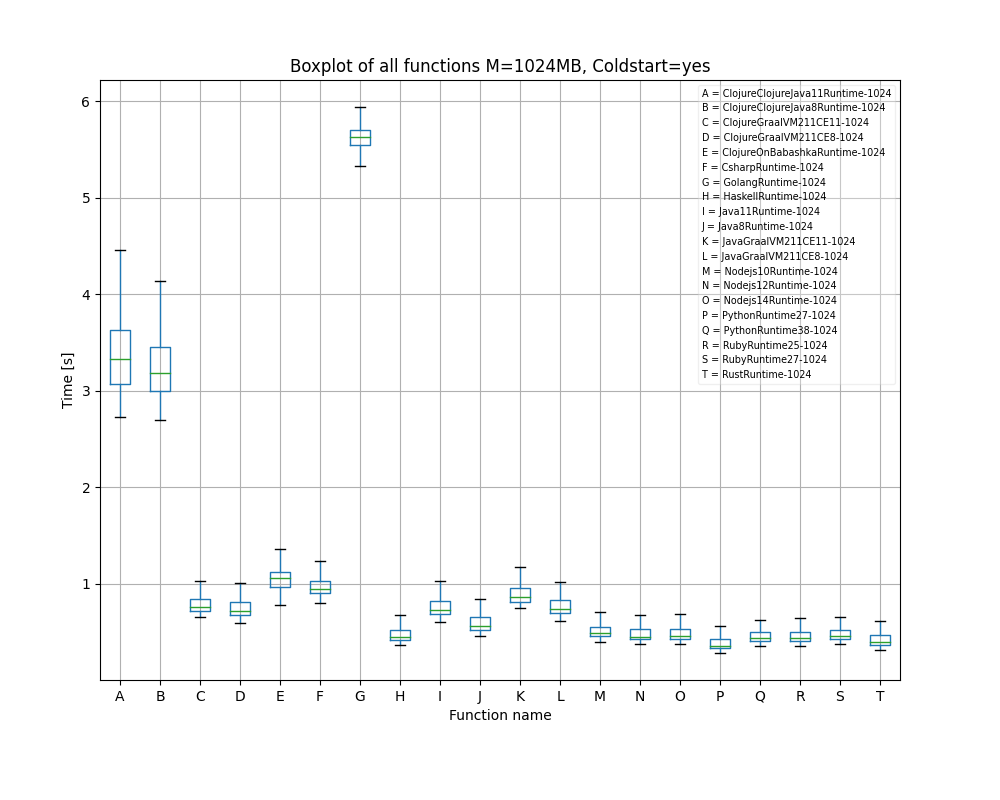 Boxplot of all functions M=1024MB, Coldstart=yes
A = ClojureClojureJava11Runtime-1024
B = ClojureClojureJava8Runtime-1024
C = ClojureGraalVM211CE11-1024
D = ClojureGraalVM211CE8-1024
E = ClojureOnBabashkaRuntime-1024
F = CsharpRuntime-1024
G = GolangRuntime-1024
H = HaskellRuntime-1024
I = Java11Runtime-1024
J = Java8Runtime-1024
K = JavaGraalVM211CE11-1024
L = JavaGraalVM211CE8-1024
M = Nodejs10Runtime-1024
N = Nodejs12Runtime-1024
O = Nodejs14Runtime-1024
P = PythonRuntime27-1024
Q = PythonRuntime38-1024
R = RubyRuntime25-1024
S = RubyRuntime27-1024
T = RustRuntime-1024
6
5
4
3
2
1
Time [s]
A B C D E F G H I J K L M N O P Q R S T
Function name